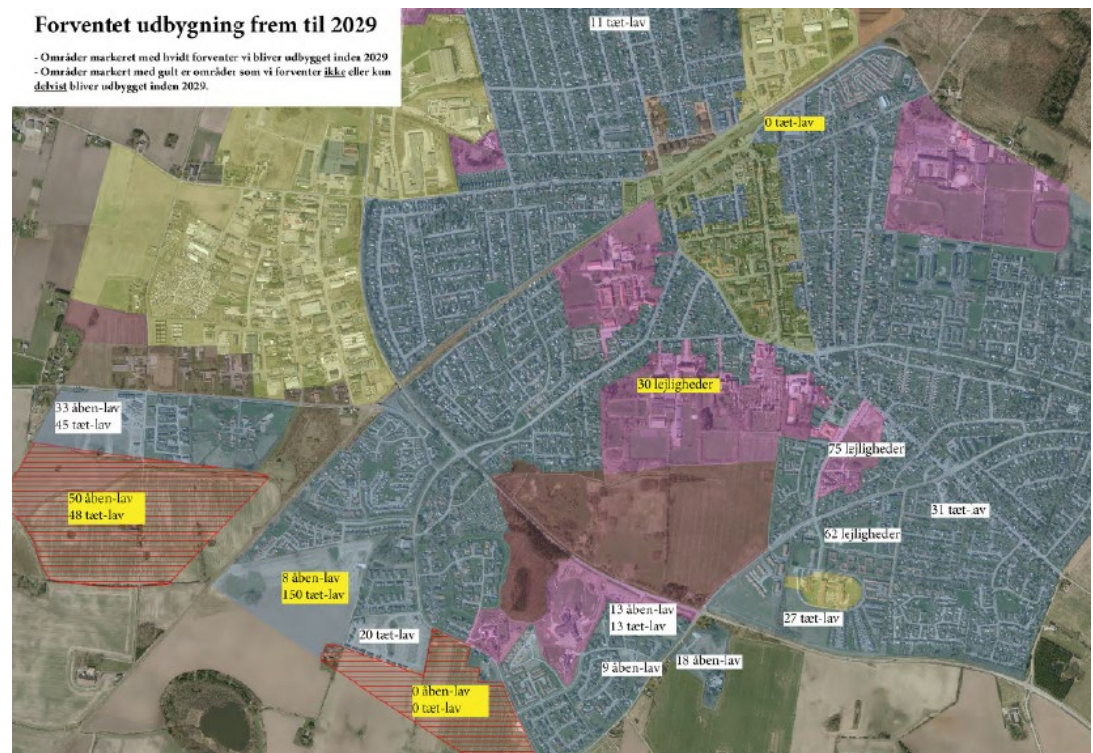 Forventet udbygning frem til 2029
- Områder markeret med hvidt forventer vi bliver udbygget inden 2029
- Områder markert med gult er områder som vi forventer ikke eller kun
delvist bliver udbygget inden 2029.
11 tæt-lav
0 tæt-lav
30 lejligheder
33 åben-lav
45 tæt-lav
75 lejligheder
50 åben-lav
48 tæt-lav
31 tæt-.av
62 lejligheder
8 åben-lav
150 tæt-lav
13 åben-lav
13 tæt-lav
27 tæt-lav
20 tæt-lav
9 åben-lav
18 åben-lav
0 åben-lav
0 tæt-lav